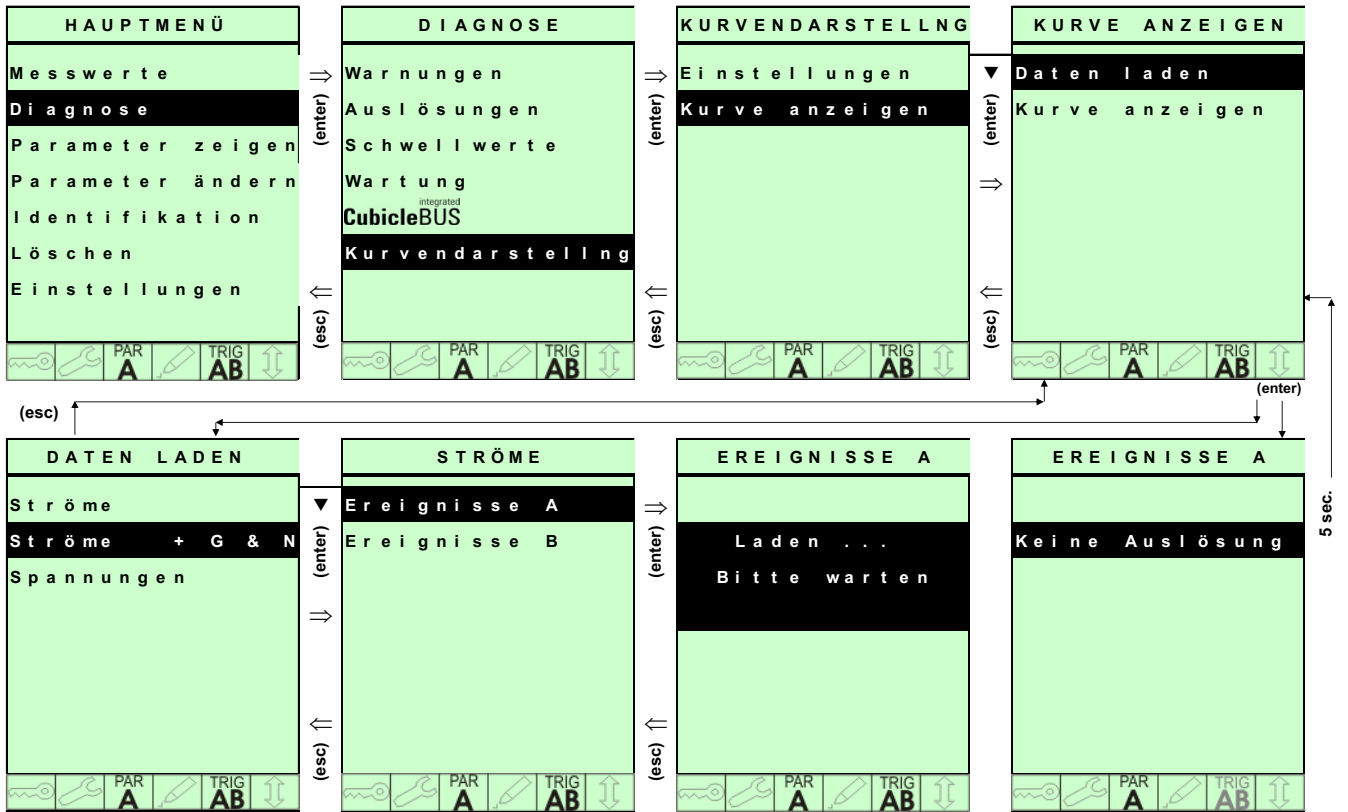 HAUPTMENÜ
Messwerte
Diagnose
Parameter zeigen
Parameter ändern
Identifikation
Löschen
Einstellungen
PAR A TRIG AB
⇒
(enter)
⇐
(esc)
DIAGNOSE
Warnungen
Auslösungen
Schwellwerte
Wartung
integrated
CubicleBUS
Kurvendarstellng
PAR A TRIG AB
⇒
(enter)
⇐
(esc)
KURVENDARSTELLNG
Einstellungen
Kurve anzeigen
PAR A TRIG AB
▼
(enter)
⇒
⇐
(esc)
KURVE ANZEIGEN
Daten laden
Kurve anzeigen
PAR A TRIG AB
(enter)
(esc)
DATEN LADEN
Ströme
Ströme + G & N
Spannungen
PAR A TRIG AB
▼
(enter)
⇒
⇐
(esc)
STRÖME
Ereignisse A
Ereignisse B
PAR A TRIG AB
⇒
(enter)
⇐
(esc)
EREIGNISSE A
Laden ...
Bitte warten
PAR A TRIG AB
EREIGNISSE A
Keine Auslösung
PAR A TRIG AB
5 sec.